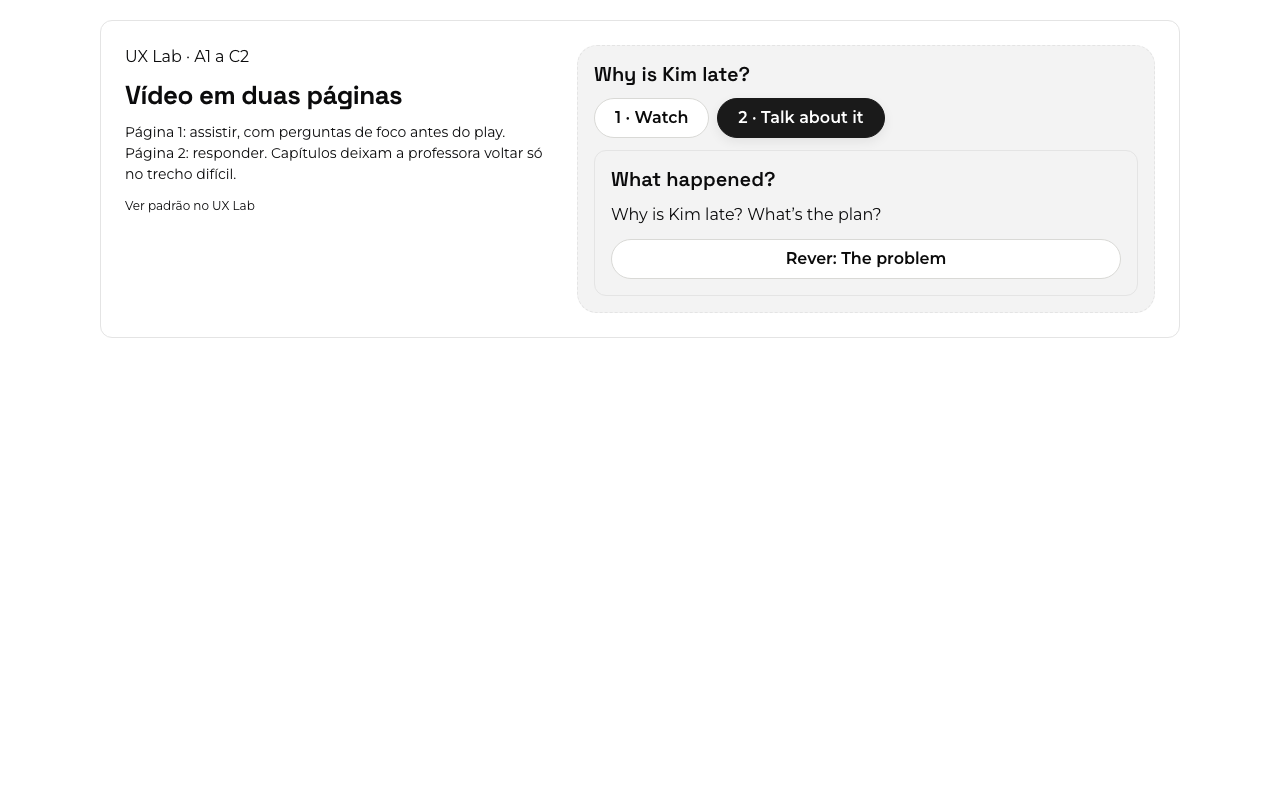 UX Lab · A1 a C2
Vídeo em duas páginas
Página 1: assistir, com perguntas de foco antes do play.
Página 2: responder. Capítulos deixam a professora voltar só
no trecho difícil.
Ver padrão no UX Lab
Why is Kim late?
1 · Watch
2 · Talk about it
What happened?
Why is Kim late? What’s the plan?
Rever: The problem